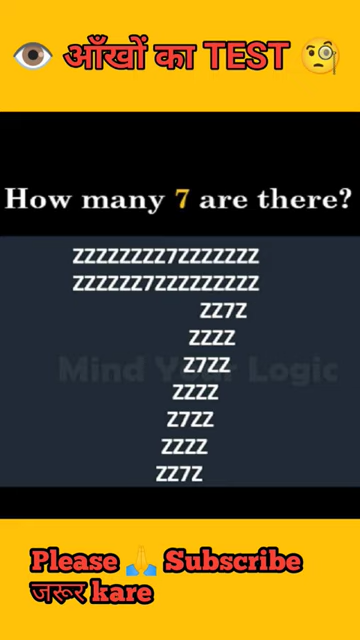 👁️ आँखों का TEST 🧐
How many 7 are there?
ZZZZZZZZ7ZZZZZZZ
ZZZZZZ7ZZZZZZZZZ
ZZ7Z
ZZZZ
Mind Your Logic
Z7ZZ
ZZZZ
Z7ZZ
ZZZZ
ZZ7Z
Please 🙏 Subscribe
जरूर kare